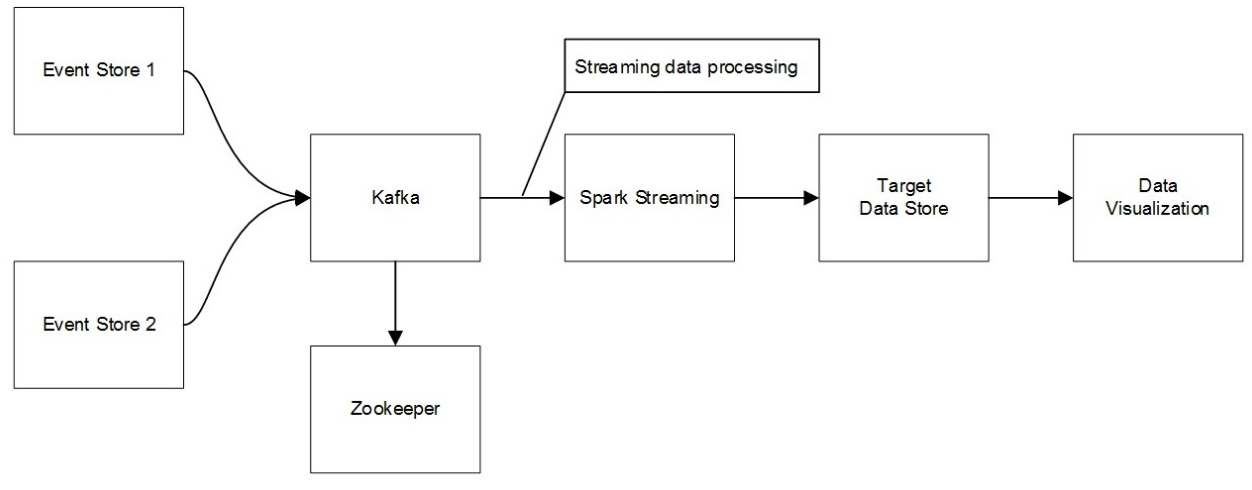 Event Store 1
Streaming data processing
Kafka
Spark Streaming
Target
Data Store
Data
Visualization
Event Store 2
Zookeeper